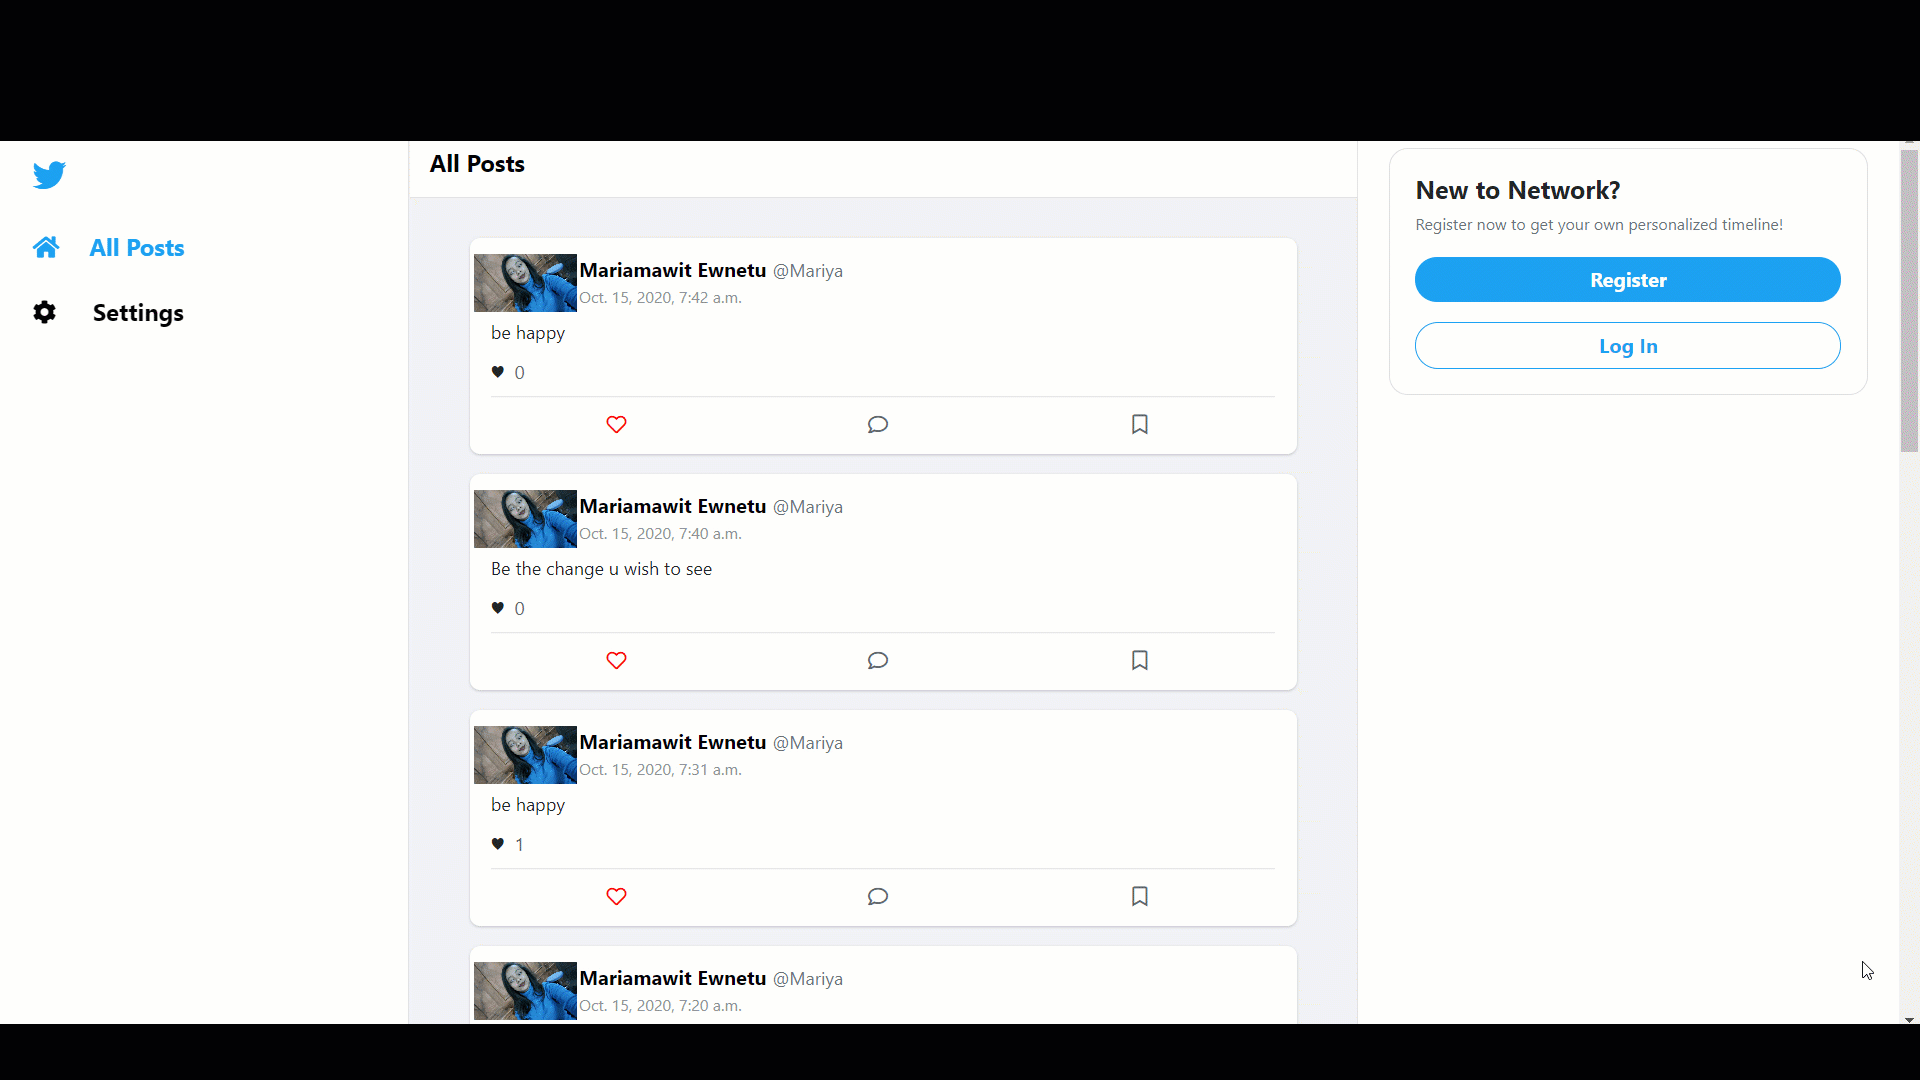 All Posts
Settings
All Posts
Mariamawit Ewnetu @Mariya
Oct. 15, 2020, 7:42 a.m.
be happy
0
Mariamawit Ewnetu @Mariya
Oct. 15, 2020, 7:40 a.m.
Be the change u wish to see
0
Mariamawit Ewnetu @Mariya
Oct. 15, 2020, 7:31 a.m.
be happy
1
Mariamawit Ewnetu @Mariya
Oct. 15, 2020, 7:20 a.m.
New to Network?
Register now to get your own personalized timeline!
Register
Log In